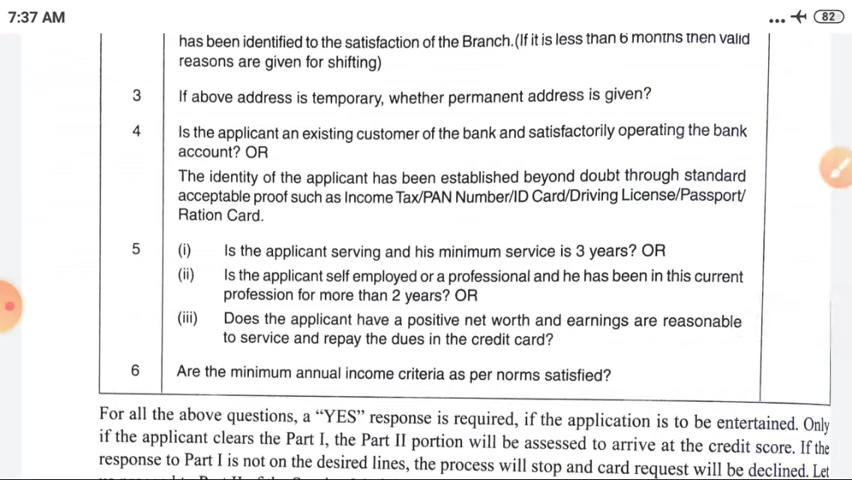 7:37 AM
82
has been identified to the satisfaction of the Branch.(If it is less than 6 months then valid
reasons are given for shifting)
3 If above address is temporary, whether permanent address is given?
4 Is the applicant an existing customer of the bank and satisfactorily operating the bank
account? OR
The identity of the applicant has been established beyond doubt through standard
acceptable proof such as Income Tax/PAN Number/ID Card/Driving License/Passport/
Ration Card.
5 (i) Is the applicant serving and his minimum service is 3 years? OR
(ii) Is the applicant self employed or a professional and he has been in this current
profession for more than 2 years? OR
(iii) Does the applicant have a positive net worth and earnings are reasonable
to service and repay the dues in the credit card?
6 Are the minimum annual income criteria as per norms satisfied?
For all the above questions, a “YES” response is required, if the application is to be entertained. Only
if the applicant clears the Part I, the Part II portion will be assessed to arrive at the credit score. If the
response to Part I is not on the desired lines, the process will stop and card request will be declined. Let